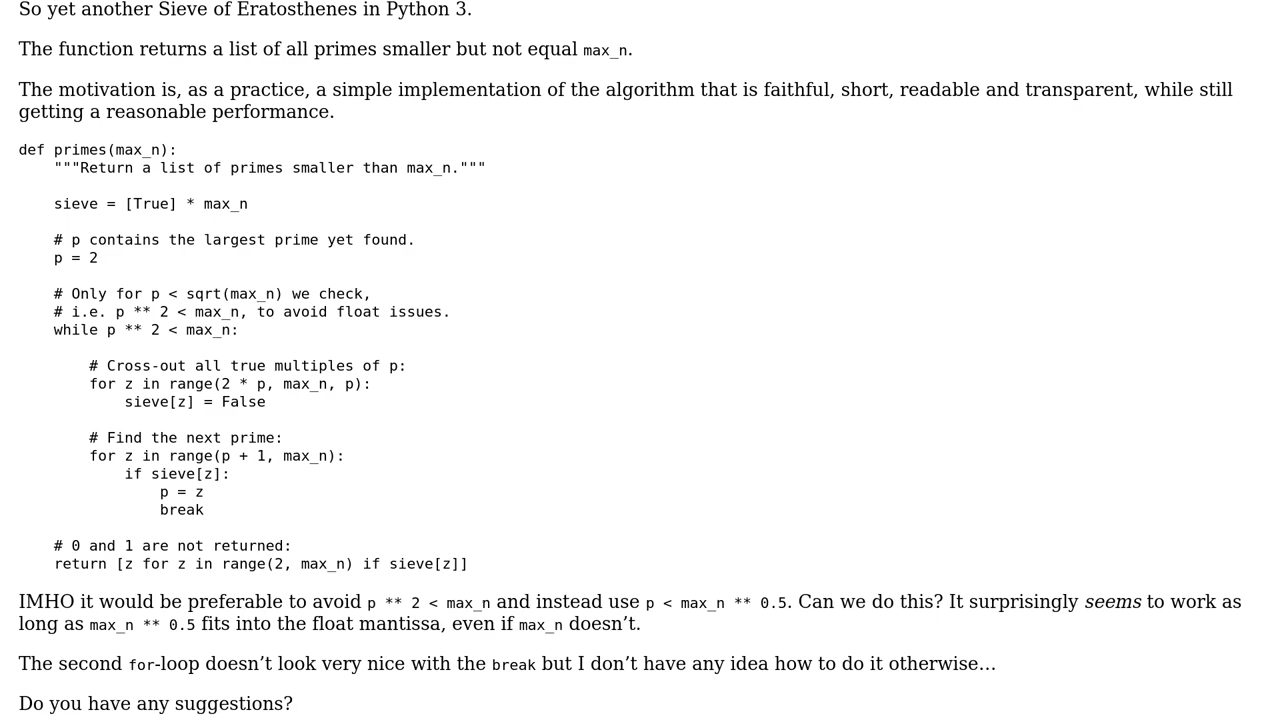 So yet another Sieve of Eratosthenes in Python 3.
The function returns a list of all primes smaller but not equal max_n.
The motivation is, as a practice, a simple implementation of the algorithm that is faithful, short, readable and transparent, while still
getting a reasonable performance.
def primes(max_n):
    """Return a list of primes smaller than max_n."""
    sieve = [True] * max_n
    # p contains the largest prime yet found.
    p = 2
    # Only for p < sqrt(max_n) we check,
    # i.e. p ** 2 < max_n, to avoid float issues.
    while p ** 2 < max_n:
        # Cross-out all true multiples of p:
        for z in range(2 * p, max_n, p):
            sieve[z] = False
        # Find the next prime:
        for z in range(p + 1, max_n):
            if sieve[z]:
                p = z
                break
    # 0 and 1 are not returned:
    return [z for z in range(2, max_n) if sieve[z]]
IMHO it would be preferable to avoid p ** 2 < max_n and instead use p < max_n ** 0.5. Can we do this? It surprisingly seems to work as
long as max_n ** 0.5 fits into the float mantissa, even if max_n doesn’t.
The second for-loop doesn’t look very nice with the break but I don’t have any idea how to do it otherwise…
Do you have any suggestions?